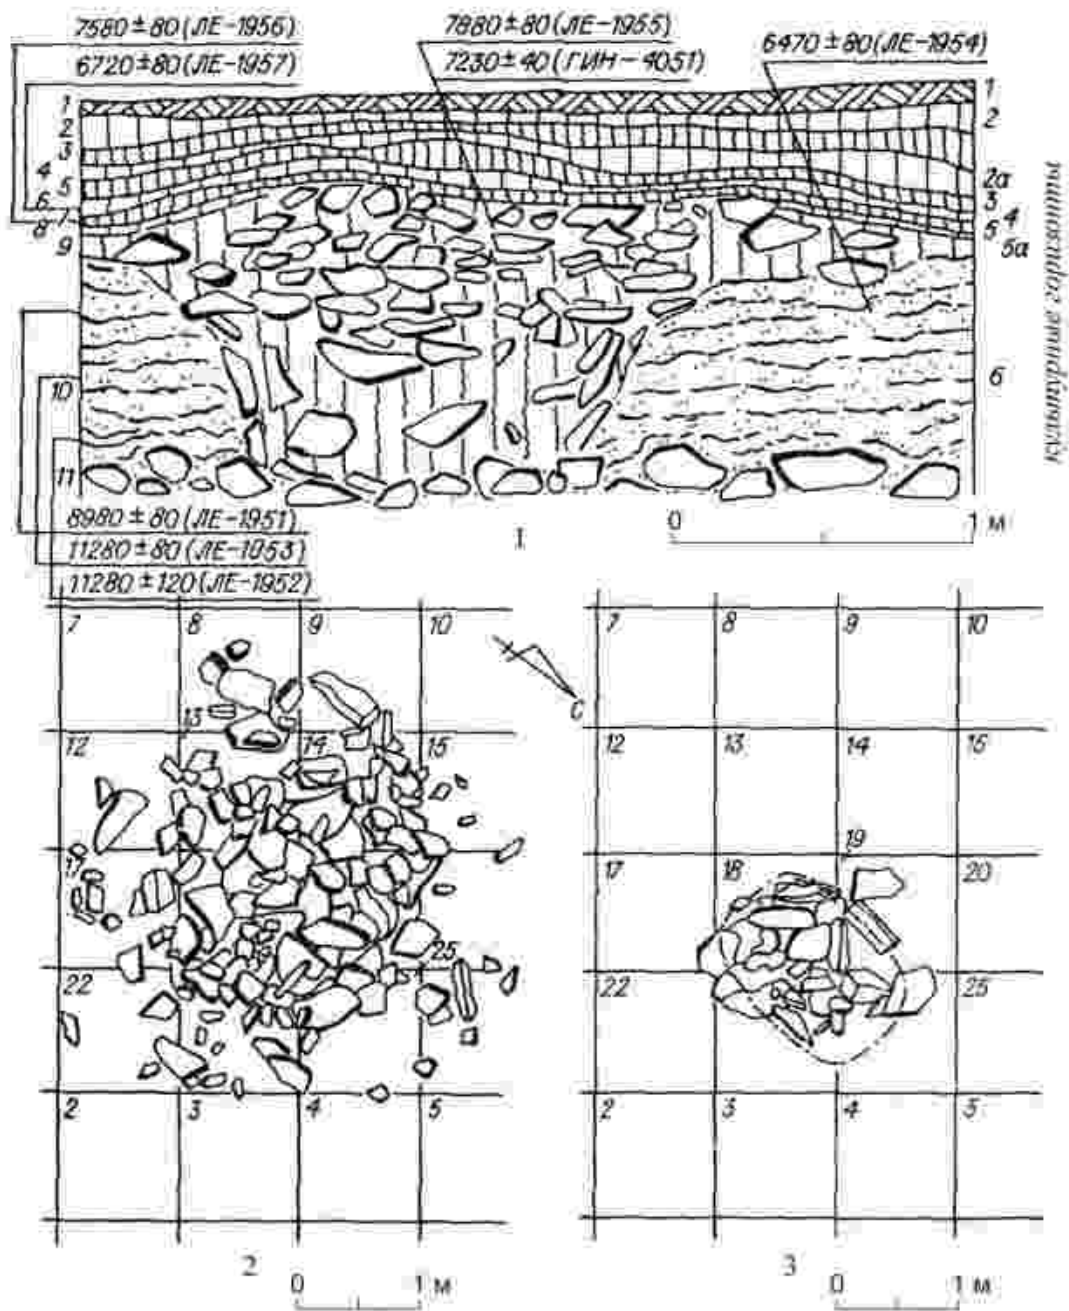 7580±80(ЛЕ-1956)
6720±80(ЛЕ-1957)
7880±80(ЛЕ-1955)
7230±40(ГИН-4051)
6470±80(ЛЕ-1954)
1
2
3
4
5
6
7
8
9
10
11
1
2
2а
3
4
5
5а
6
культурные горизонты
8980±80(ЛЕ-1951)
11280±80(ЛЕ-1953)
11280±120(ЛЕ-1952)
1
0 1 м
7 8 9 10
12 13 14 15
17
22 25
2 3 4 5
2
0 1 м
С
7 8 9 10
12 13 14 15
17 18 19 20
22 25
2 3 4 5
3
0 1 м